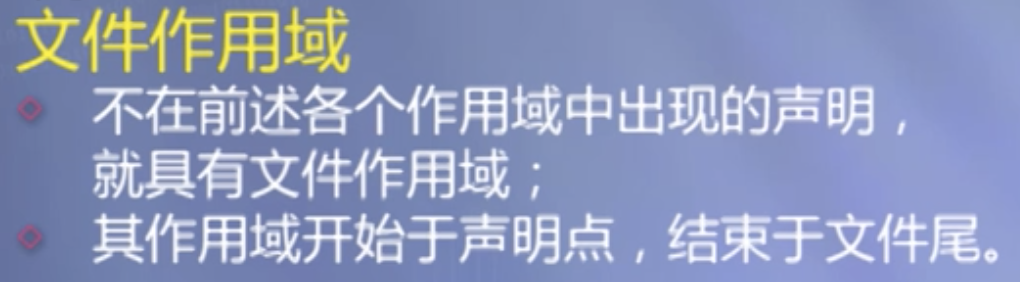 文件作用域
不在前述各个作用域中出现的声明，
就具有文件作用域；
其作用域开始于声明点，结束于文件尾。